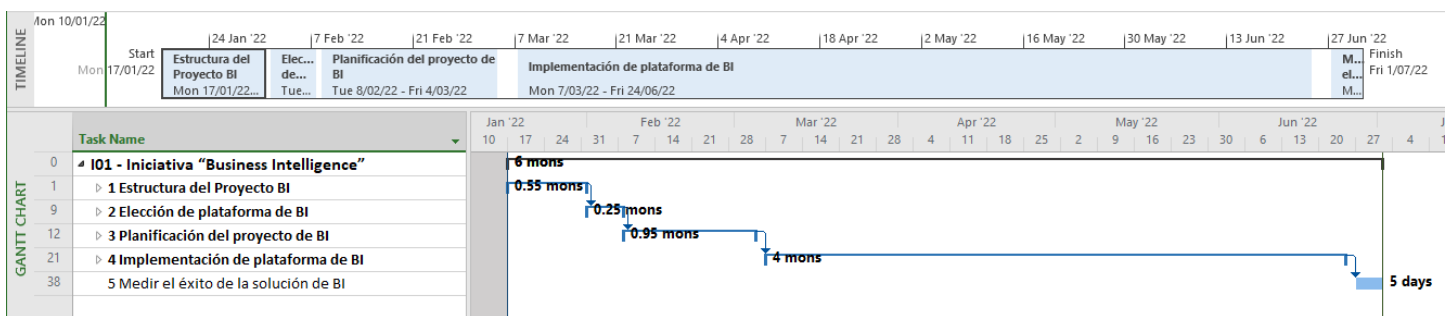 Mon 10/01/22
24 Jan '22 7 Feb '22 21 Feb '22 7 Mar '22 21 Mar '22 4 Apr '22 18 Apr '22 2 May '22 16 May '22 30 May '22 13 Jun '22 27 Jun '22
TIMELINE
Start
Mon 17/01/22
Estructura del
Proyecto BI
Mon 17/01/22...
Elec...
de...
Tue...
Planificación del proyecto de
BI
Tue 8/02/22 - Fri 4/03/22
Implementación de plataforma de BI
Mon 7/03/22 - Fri 24/06/22
M...
el...
M...
Finish
Fri 1/07/22
GANTT CHART
Task Name
Jan '22 Feb '22 Mar '22 Apr '22 May '22 Jun '22 J
10 17 24 31 7 14 21 28 7 14 21 28 4 11 18 25 2 9 16 23 30 6 13 20 27 4 1
0 I01 - Iniciativa “Business Intelligence” 6 mons
1 1 Estructura del Proyecto BI 0.55 mons
9 2 Elección de plataforma de BI 0.25 mons
12 3 Planificación del proyecto de BI 0.95 mons
21 4 Implementación de plataforma de BI 4 mons
38 5 Medir el éxito de la solución de BI 5 days